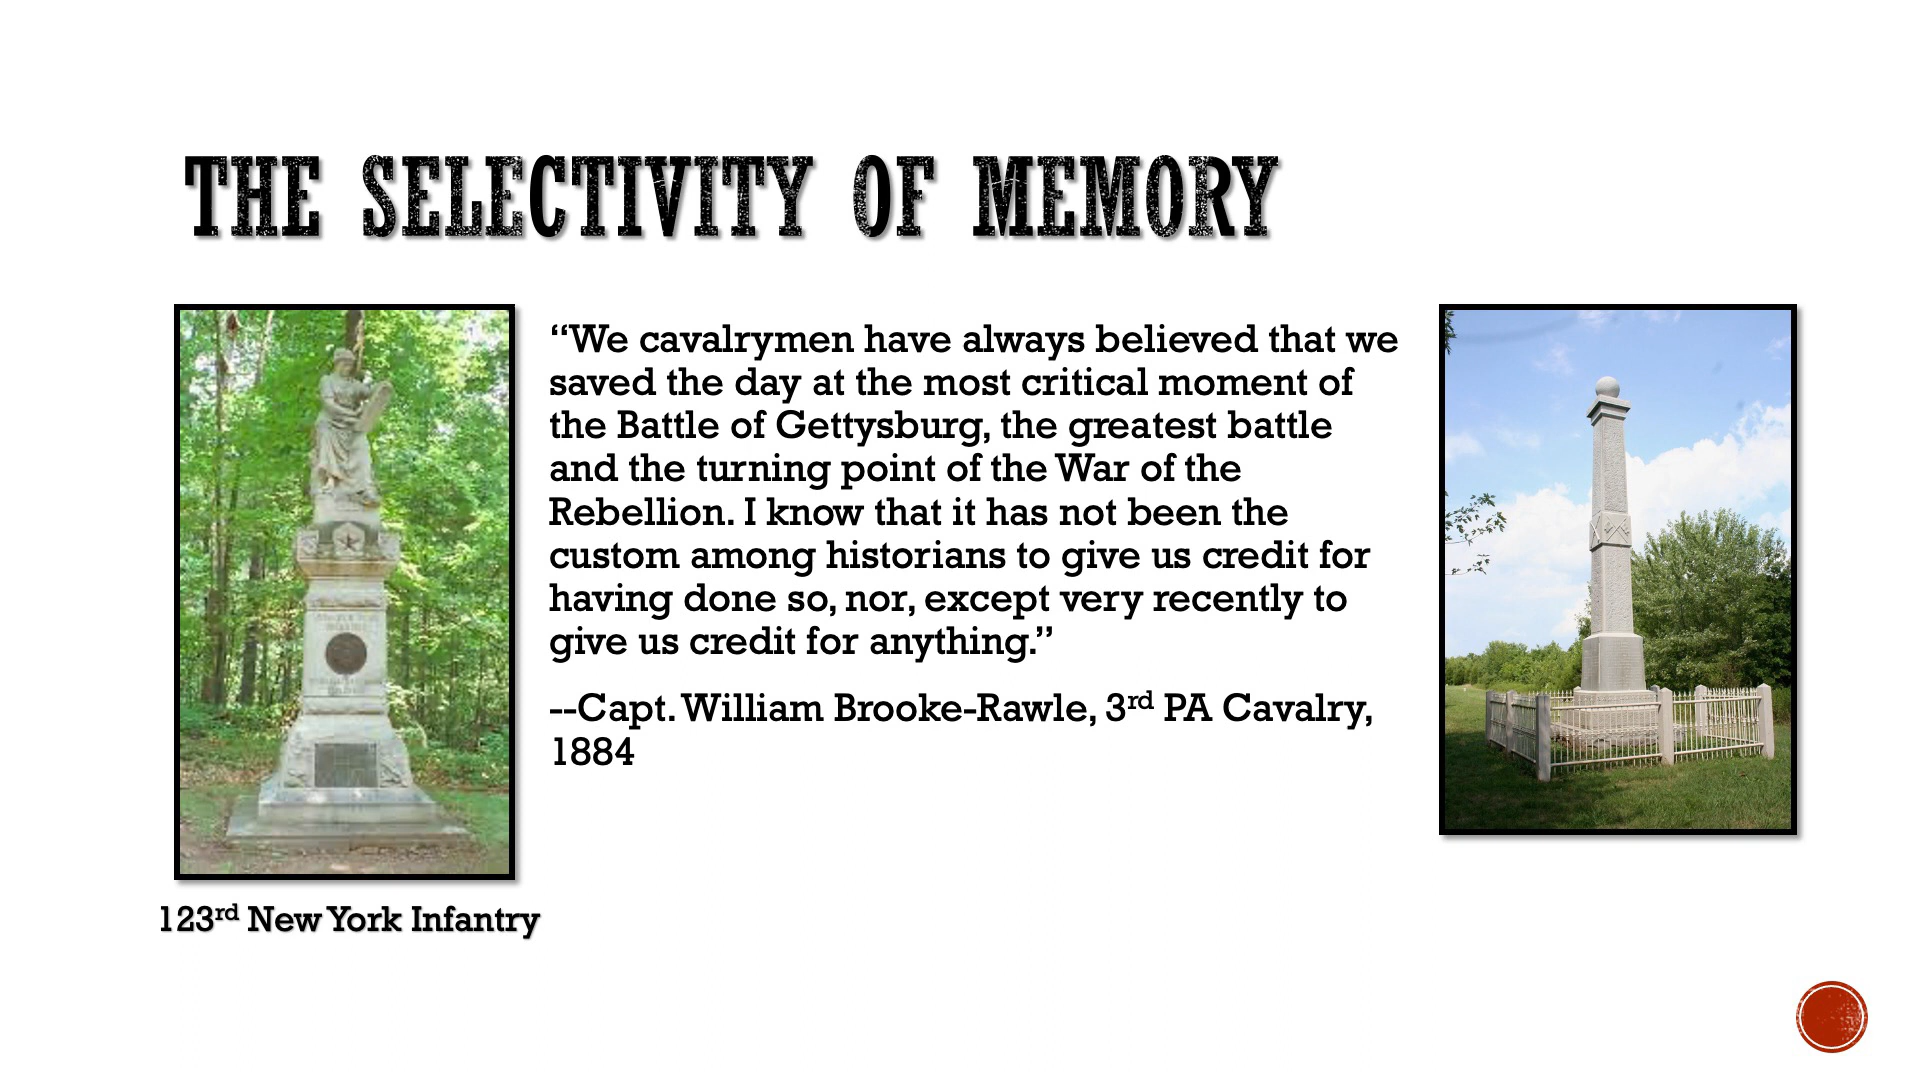 THE SELECTIVITY OF MEMORY
“We cavalrymen have always believed that we
saved the day at the most critical moment of
the Battle of Gettysburg, the greatest battle
and the turning point of the War of the
Rebellion. I know that it has not been the
custom among historians to give us credit for
having done so, nor, except very recently to
give us credit for anything.”
--Capt. William Brooke-Rawle, 3rd PA Cavalry,
1884
123rd New York Infantry